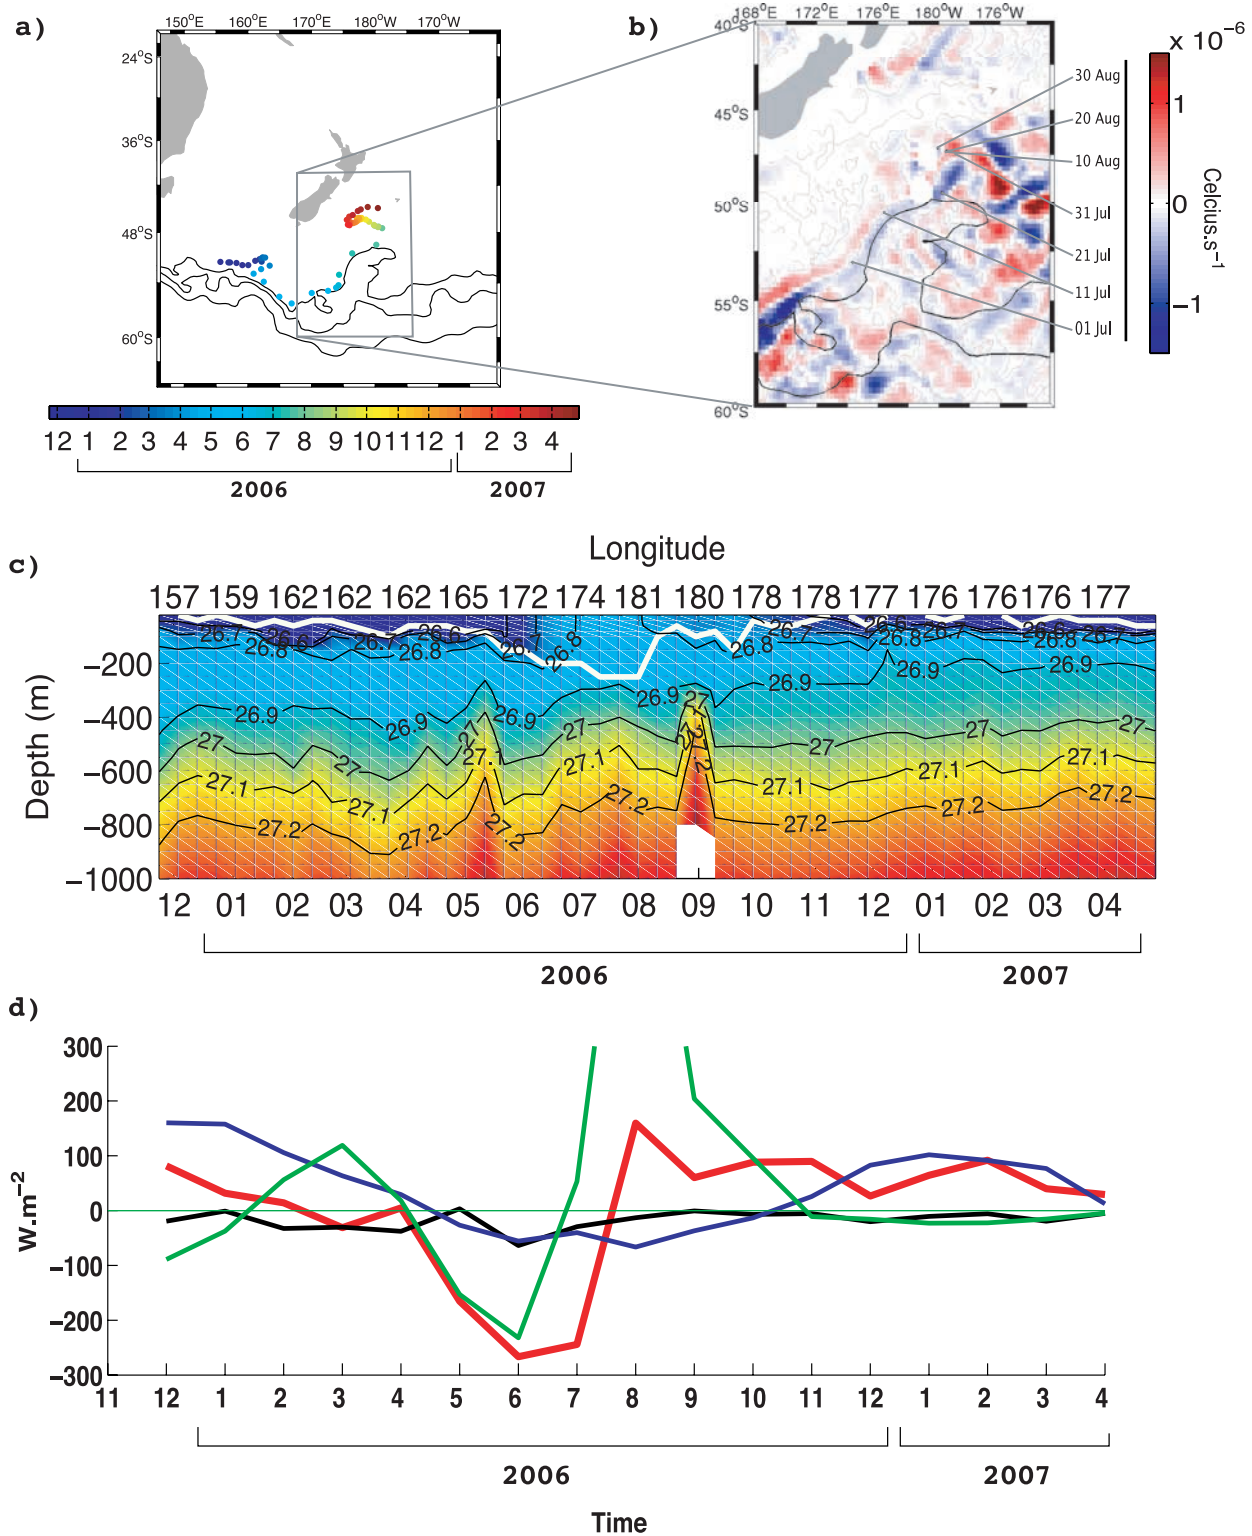 a)
150°E 160°E 170°E 180°W 170°W
24°S
36°S
48°S
60°S
12 1 2 3 4 5 6 7 8 9 10 11 12 1 2 3 4
2006 2007
b)
168°E 172°E 176°E 180°W 176°W
40°S
45°S
50°S
55°S
60°S
30 Aug
20 Aug
10 Aug
31 Jul
21 Jul
11 Jul
01 Jul
x 10⁻⁶
1
0
−1
Celcius.s⁻¹
c)
Longitude
157 159 162 162 162 165 172 174 181 180 178 178 177 176 176 176 177
Depth (m)
−200
−400
−600
−800
−1000
26.7 26.6 26.6 26.7 26.8 26.7 26.6 26.7 26.6
26.8 26.8 26.8 26.8 26.9
26.9 26.9 26.9 26.9 26.9
27 27 27 27 27 27 27 27
27.1 27.1 27.1 27.1 27.1 27.1 27.1
27.2 27.2 27.2 27.2 27.2 27.2 27.2 27.2
12 01 02 03 04 05 06 07 08 09 10 11 12 01 02 03 04
2006 2007
d)
W.m⁻²
300
200
100
0
−100
−200
−300
11 12 1 2 3 4 5 6 7 8 9 10 11 12 1 2 3 4
2006 2007
Time